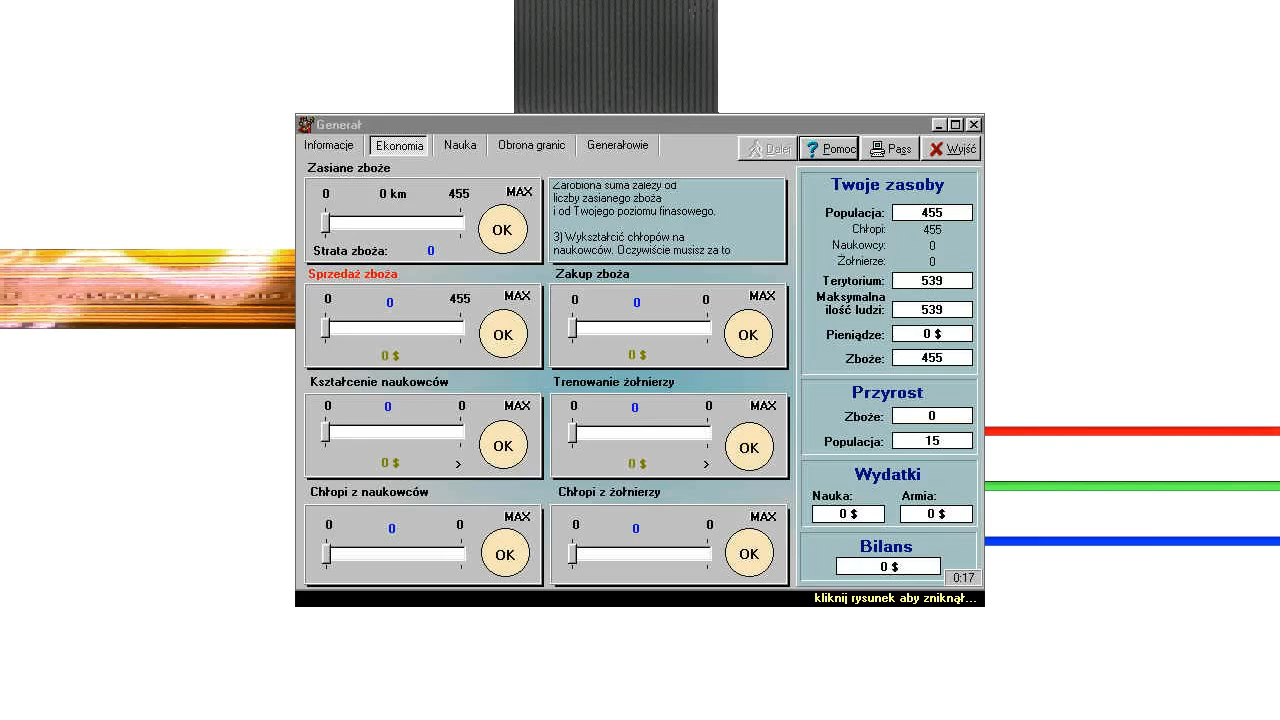 Generał
Informacje
Ekonomia
Nauka
Obrona granic
Generałowie
Dalej
Pomoc
Pass
Wyjść
Zasiane zboże
0
0 km
455
MAX
OK
Strata zboża:
0
Zarobiona suma zależy od
liczby zasianego zboża
i od Twojego poziomu finasowego.
3) Wykształcić chłopów na
naukowców. Oczywiście musisz za to
Sprzedaż zboża
0
0
455
MAX
OK
0 $
Zakup zboża
0
0
0
MAX
OK
0 $
Kształcenie naukowców
0
0
0
MAX
OK
0 $
>
Trenowanie żołnierzy
0
0
0
MAX
OK
0 $
>
Chłopi z naukowców
0
0
0
MAX
OK
Chłopi z żołnierzy
0
0
0
MAX
OK
Twoje zasoby
Populacja: 455
Chłopi: 455
Naukowcy: 0
Żołnierze: 0
Terytorium: 539
Maksymalna
ilość ludzi: 539
Pieniądze: 0 $
Zboże: 455
Przyrost
Zboże: 0
Populacja: 15
Wydatki
Nauka: Armia:
0 $ 0 $
Bilans
0 $
0:17
kliknij rysunek aby zniknął...